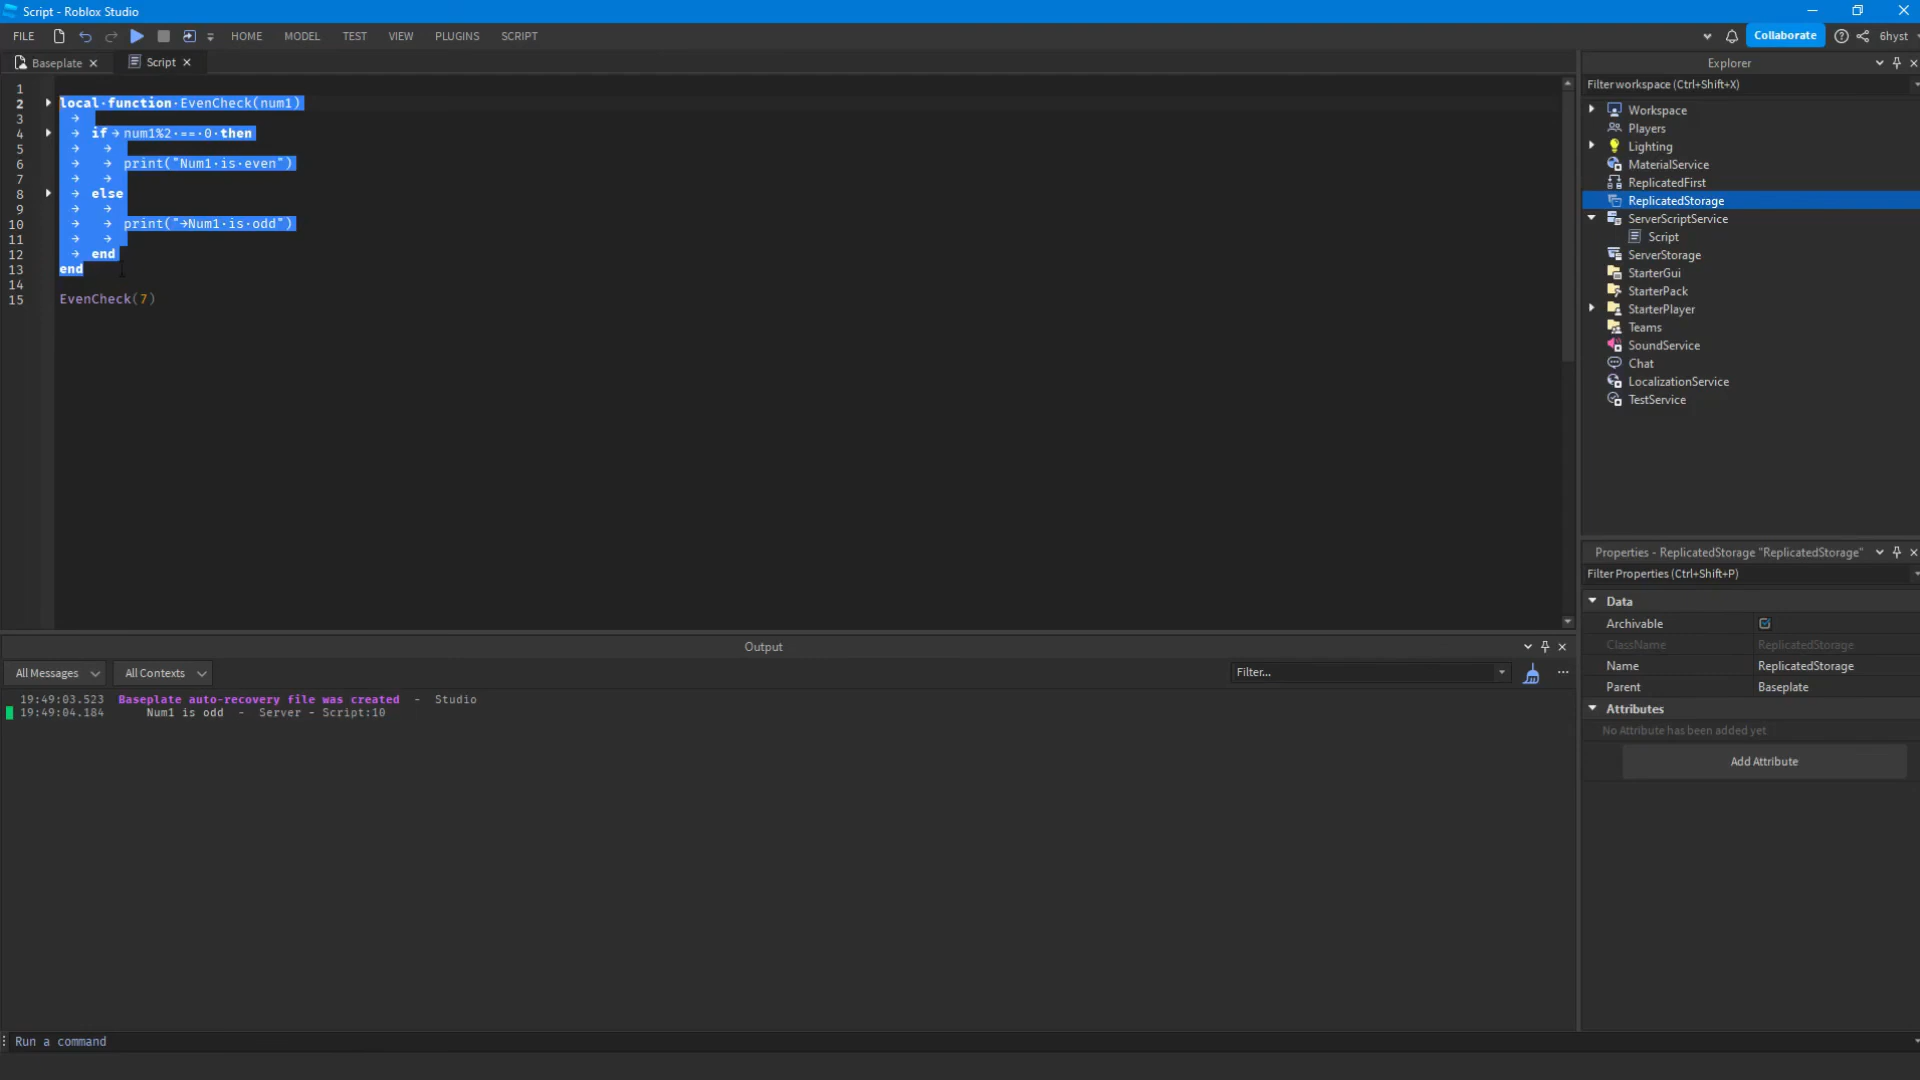 Script - Roblox Studio
FILE HOME MODEL TEST VIEW PLUGINS SCRIPT Collaborate 6hyst
Baseplate Script
1
2 local function EvenCheck(num1)
3
4 if num1%2 == 0 then
5
6 print("Num1 is even")
7
8 else
9
10 print("→Num1 is odd")
11
12 end
13 end
14
15 EvenCheck(7)
Explorer
Filter workspace (Ctrl+Shift+X)
Workspace
Players
Lighting
MaterialService
ReplicatedFirst
ReplicatedStorage
ServerScriptService
Script
ServerStorage
StarterGui
StarterPack
StarterPlayer
Teams
SoundService
Chat
LocalizationService
TestService
Properties - ReplicatedStorage "ReplicatedStorage"
Filter Properties (Ctrl+Shift+P)
Data
Archivable
ClassName ReplicatedStorage
Name ReplicatedStorage
Parent Baseplate
Attributes
No Attribute has been added yet
Add Attribute
Output
All Messages All Contexts Filter...
19:49:03.523 Baseplate auto-recovery file was created - Studio
19:49:04.184 Num1 is odd - Server - Script:10
Run a command